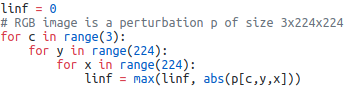 linf = 0
# RGB image is a perturbation p of size 3x224x224
for c in range(3):
    for y in range(224):
        for x in range(224):
            linf = max(linf, abs(p[c,y,x]))